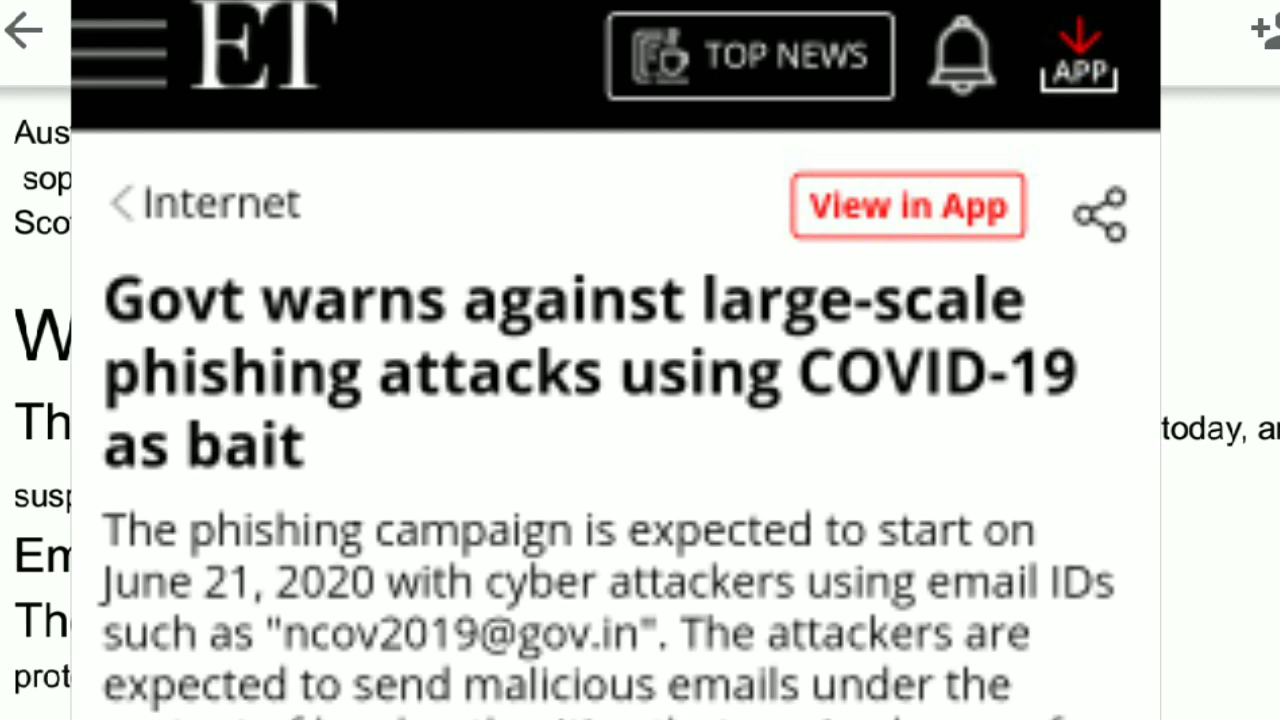 ET
TOP NEWS
APP
Internet
View in App
Govt warns against large-scale
phishing attacks using COVID-19
as bait
The phishing campaign is expected to start on
June 21, 2020 with cyber attackers using email IDs
such as "ncov2019@gov.in". The attackers are
expected to send malicious emails under the
Aus
sop
Sco
W
Th
today, a
susp
Em
Th
prot